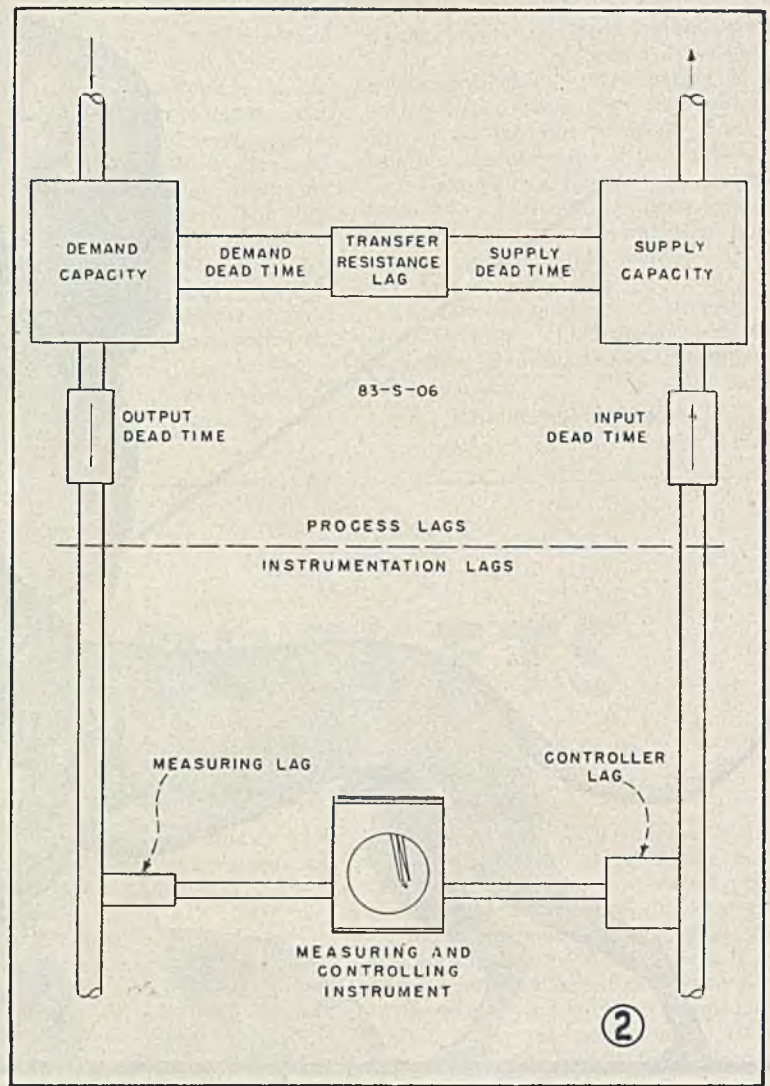 DEMAND
CAPACITY
DEMAND
DEAD TIME
TRANSFER
RESISTANCE
LAG
SUPPLY
DEAD TIME
SUPPLY
CAPACITY
83-S-06
OUTPUT
DEAD TIME
INPUT
DEAD TIME
PROCESS LAGS
INSTRUMENTATION LAGS
MEASURING LAG
CONTROLLER
LAG
MEASURING AND
CONTROLLING
INSTRUMENT
②